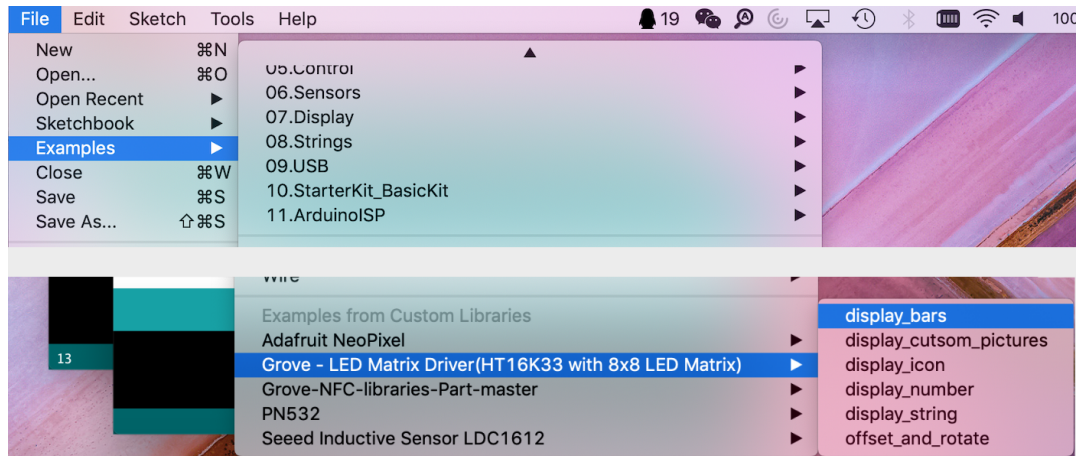 File Edit Sketch Tools Help 19 100
New ⌘N
Open... ⌘O
Open Recent
Sketchbook
Examples
Close ⌘W
Save ⌘S
Save As... ⇧⌘S
05.Control
06.Sensors
07.Display
08.Strings
09.USB
10.StarterKit_BasicKit
11.ArduinoISP
13
Wire
Examples from Custom Libraries
Adafruit NeoPixel
Grove - LED Matrix Driver(HT16K33 with 8x8 LED Matrix)
Grove-NFC-libraries-Part-master
PN532
Seeed Inductive Sensor LDC1612
display_bars
display_cutsom_pictures
display_icon
display_number
display_string
offset_and_rotate